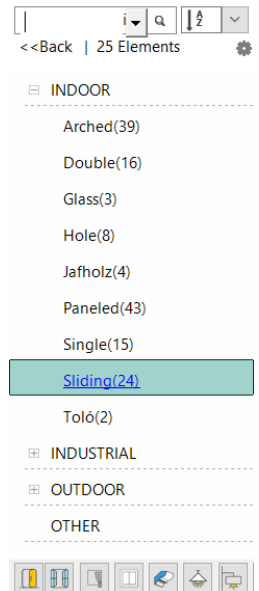 <<Back | 25 Elements
INDOOR
Arched(39)
Double(16)
Glass(3)
Hole(8)
Jafholz(4)
Paneled(43)
Single(15)
Sliding(24)
Toló(2)
INDUSTRIAL
OUTDOOR
OTHER